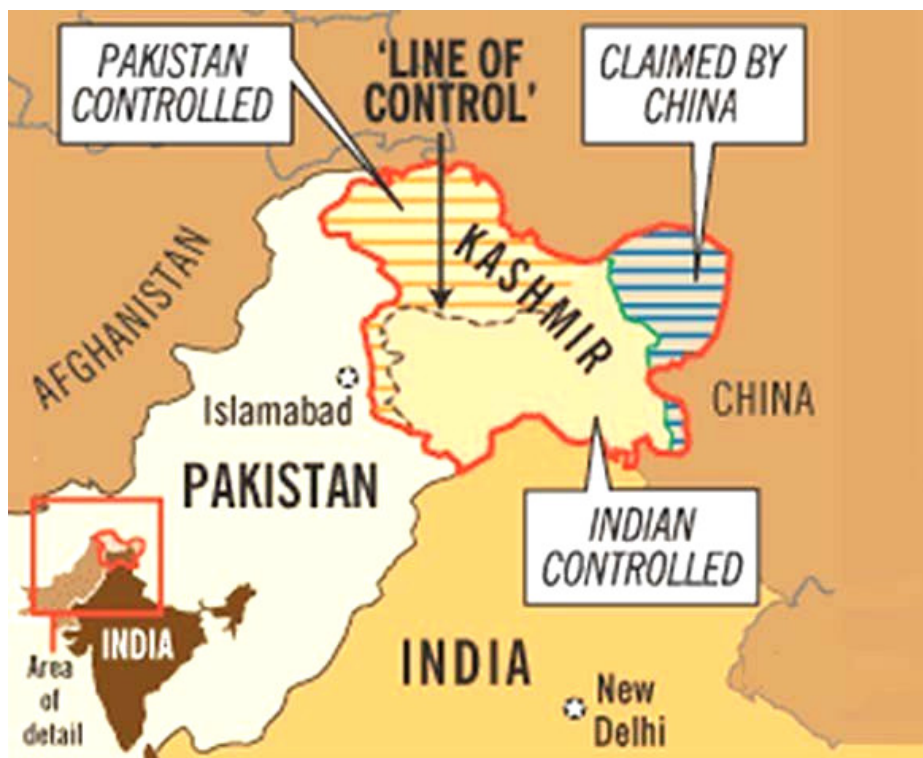 PAKISTAN
CONTROLLED
‘LINE OF
CONTROL’
CLAIMED BY
CHINA
KASHMIR
AFGHANISTAN
Islamabad
CHINA
PAKISTAN
INDIAN
CONTROLLED
INDIA
Area
of
detail
INDIA
New
Delhi